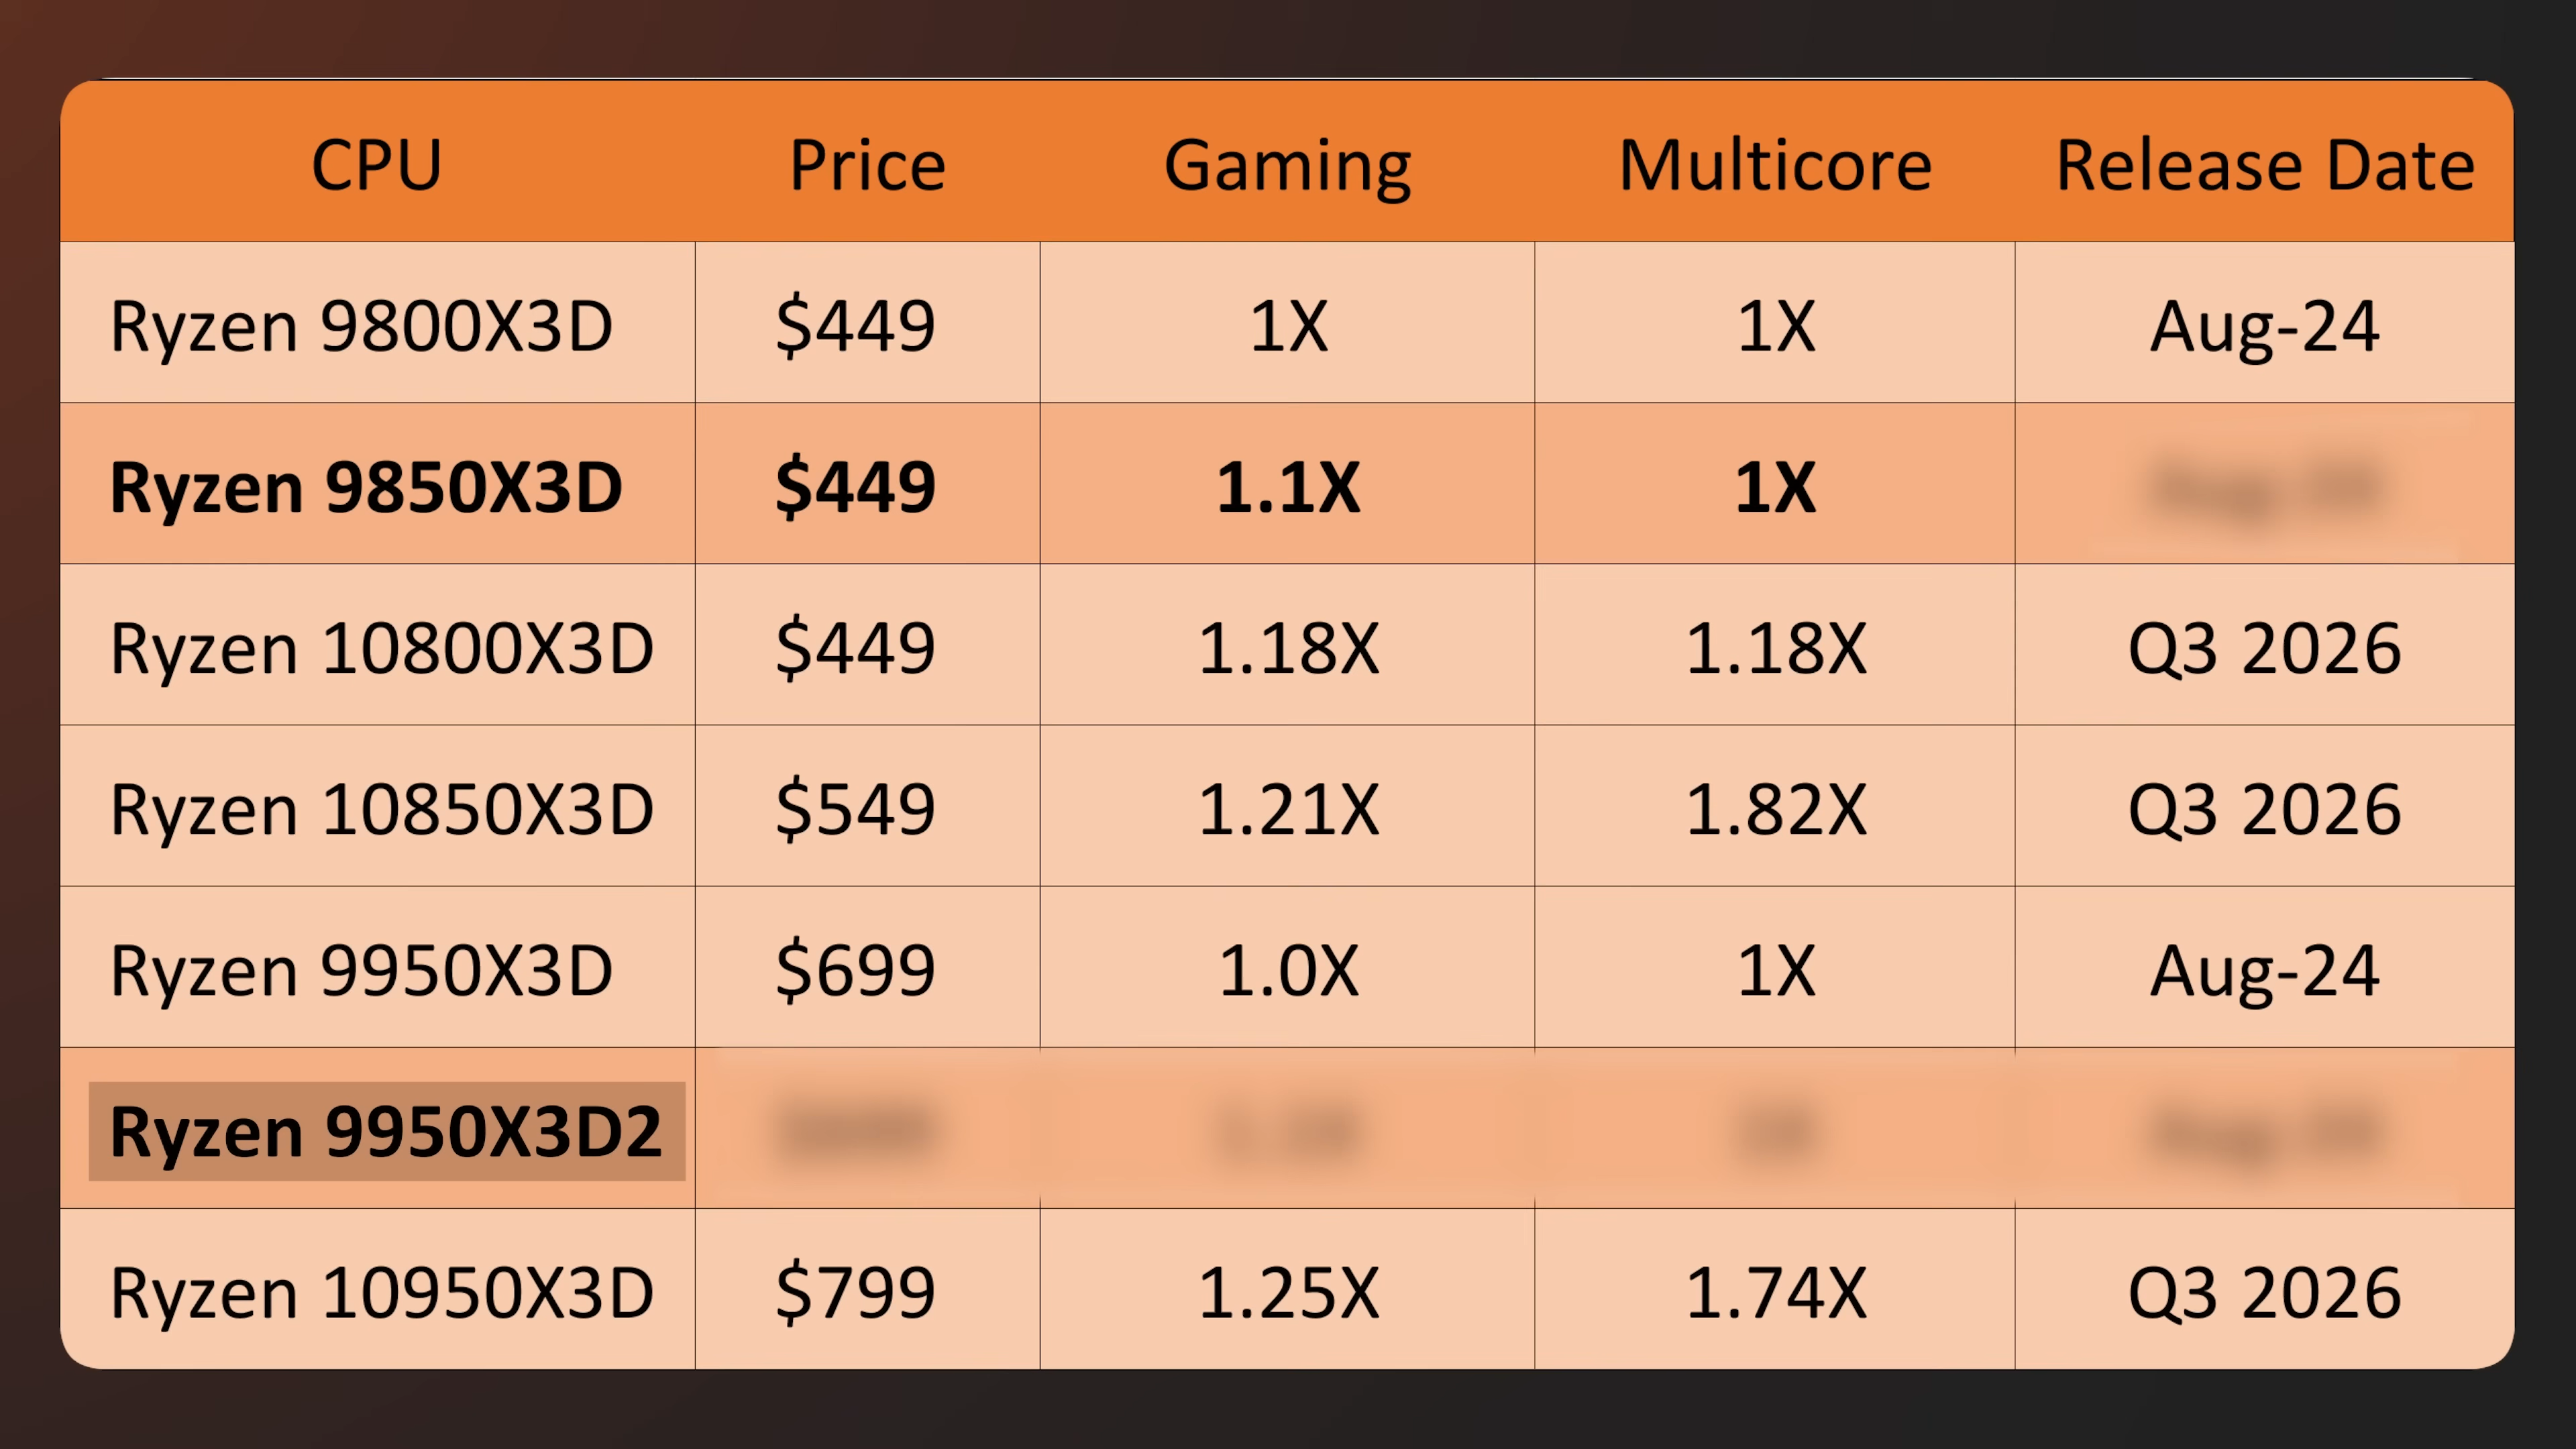 CPU Price Gaming Multicore Release Date
Ryzen 9800X3D $449 1X 1X Aug-24
Ryzen 9850X3D $449 1.1X 1X
Ryzen 10800X3D $449 1.18X 1.18X Q3 2026
Ryzen 10850X3D $549 1.21X 1.82X Q3 2026
Ryzen 9950X3D $699 1.0X 1X Aug-24
Ryzen 9950X3D2
Ryzen 10950X3D $799 1.25X 1.74X Q3 2026